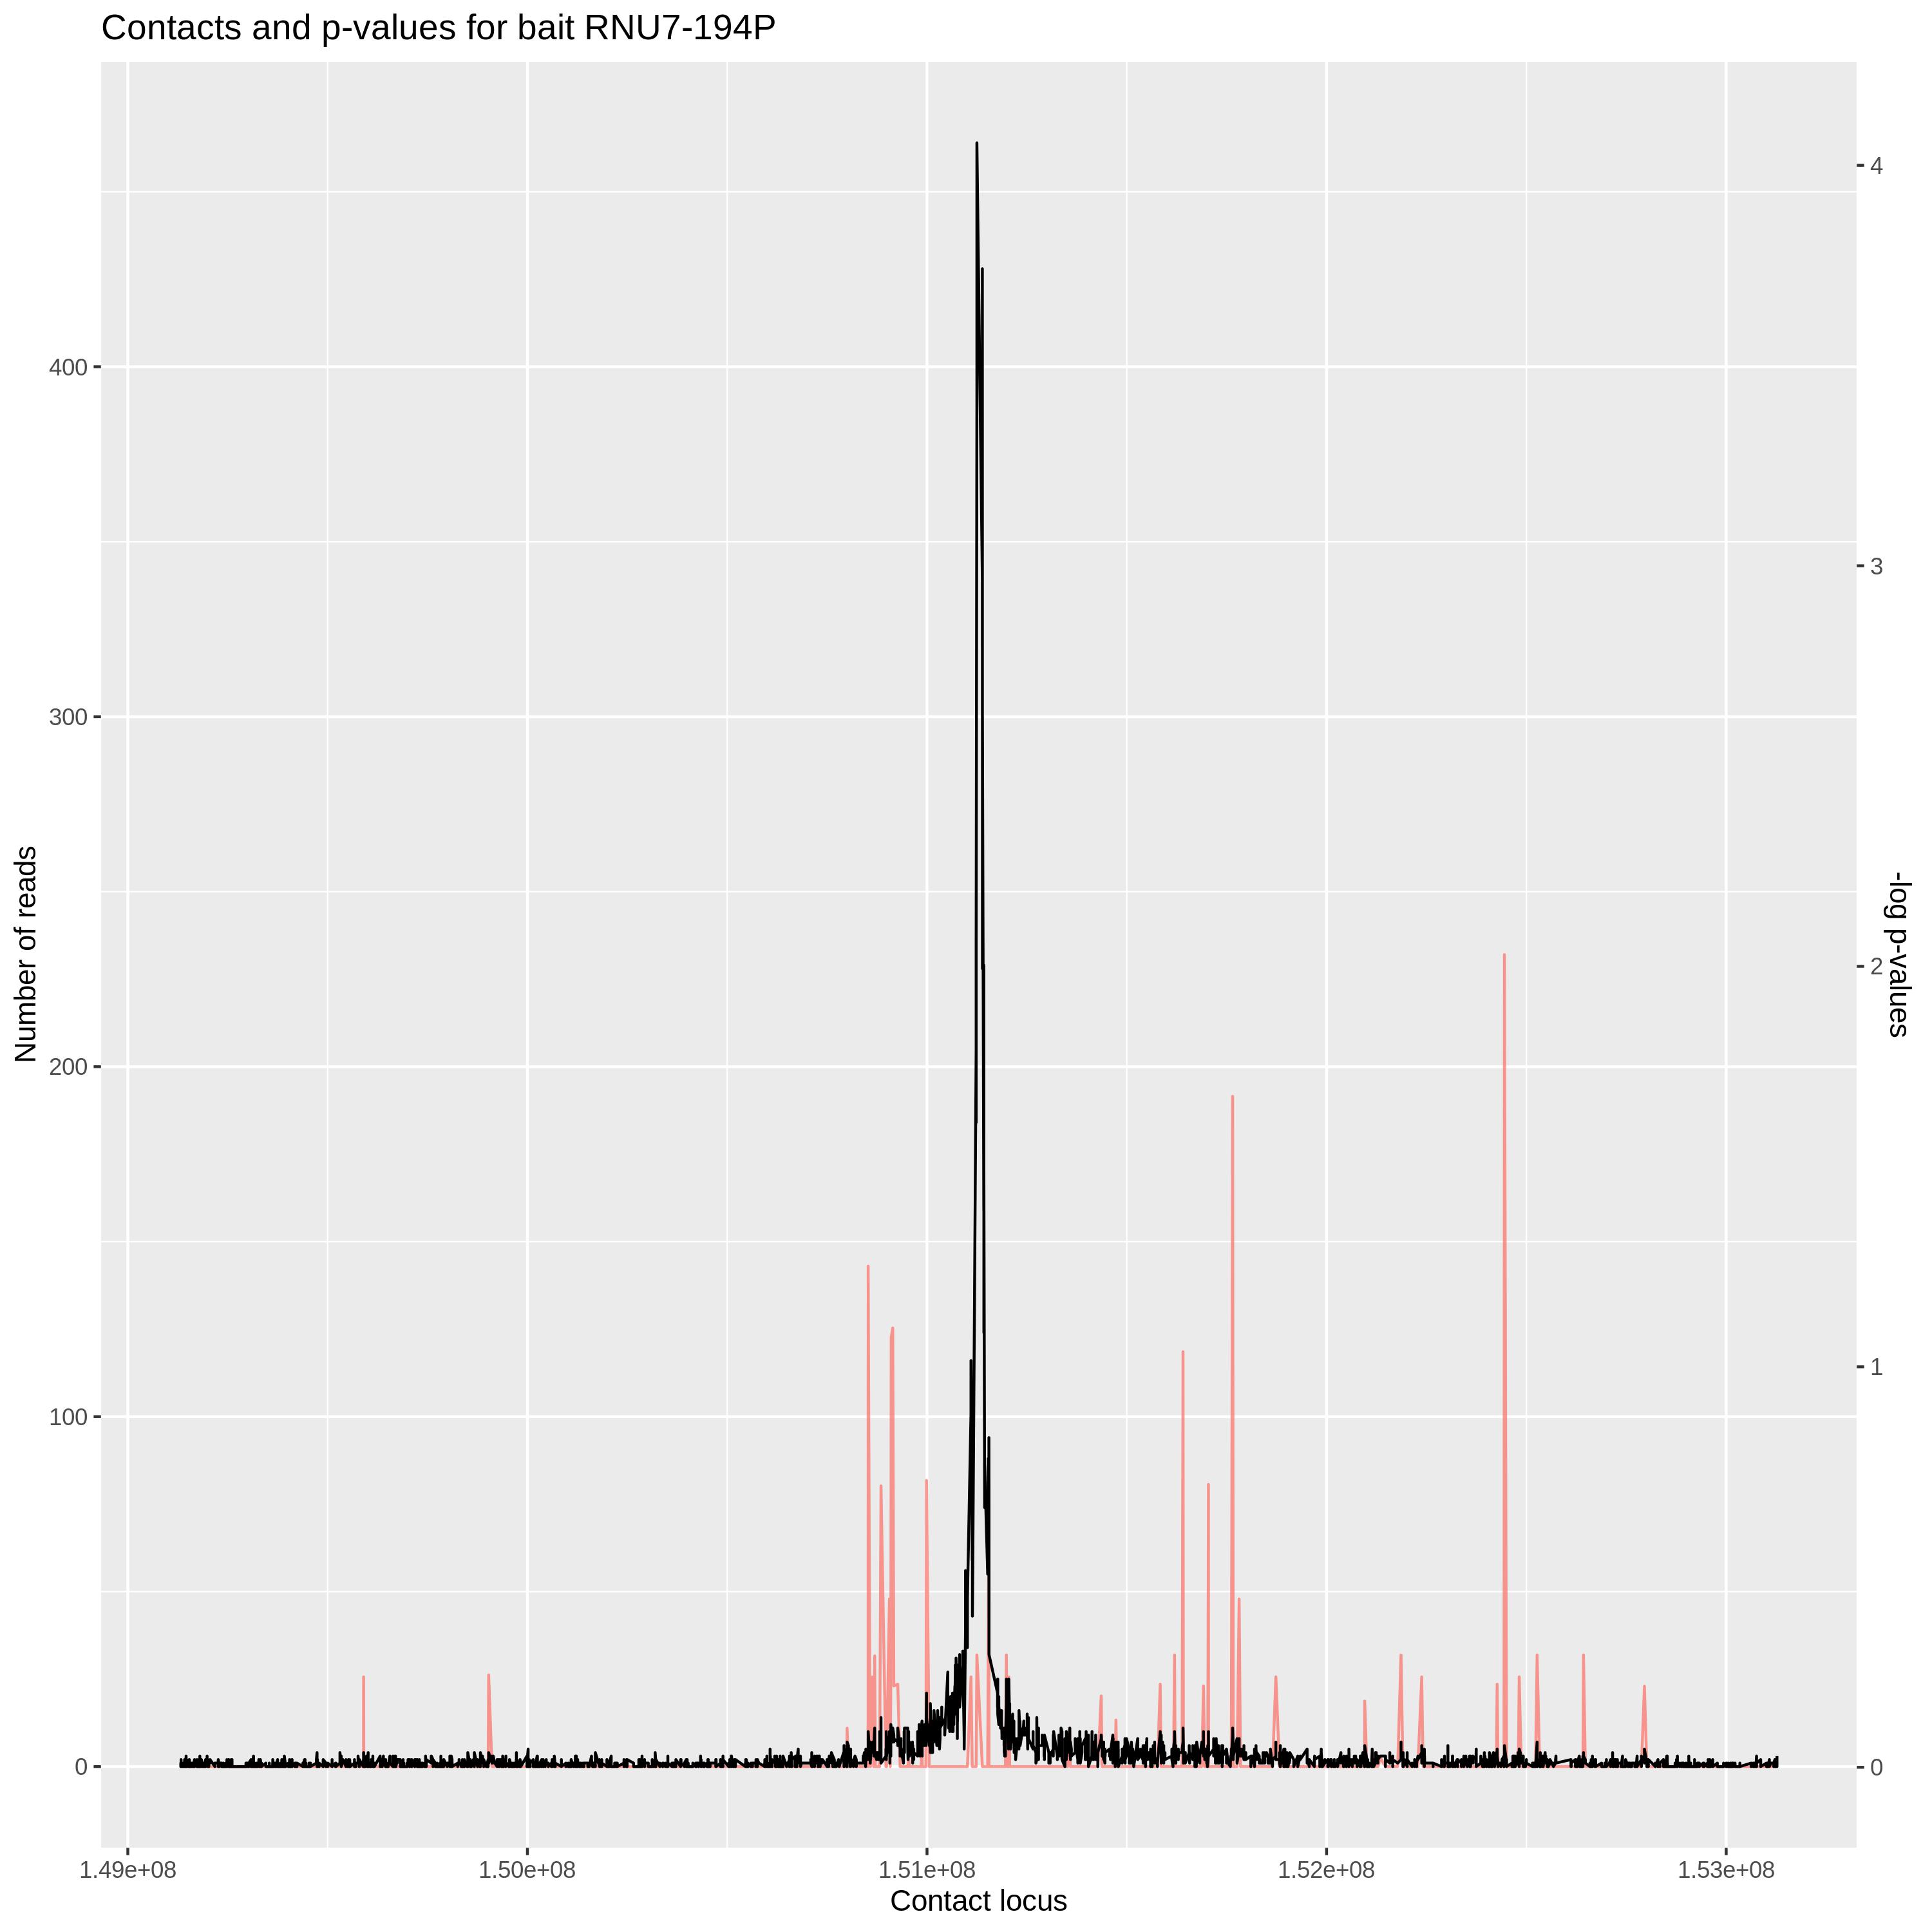 Contacts and p-values for bait RNU7-194P
Number of reads
400
300
200
100
0
4
3
2
1
0
-log p-values
1.49e+08
1.50e+08
1.51e+08
1.52e+08
1.53e+08
Contact locus